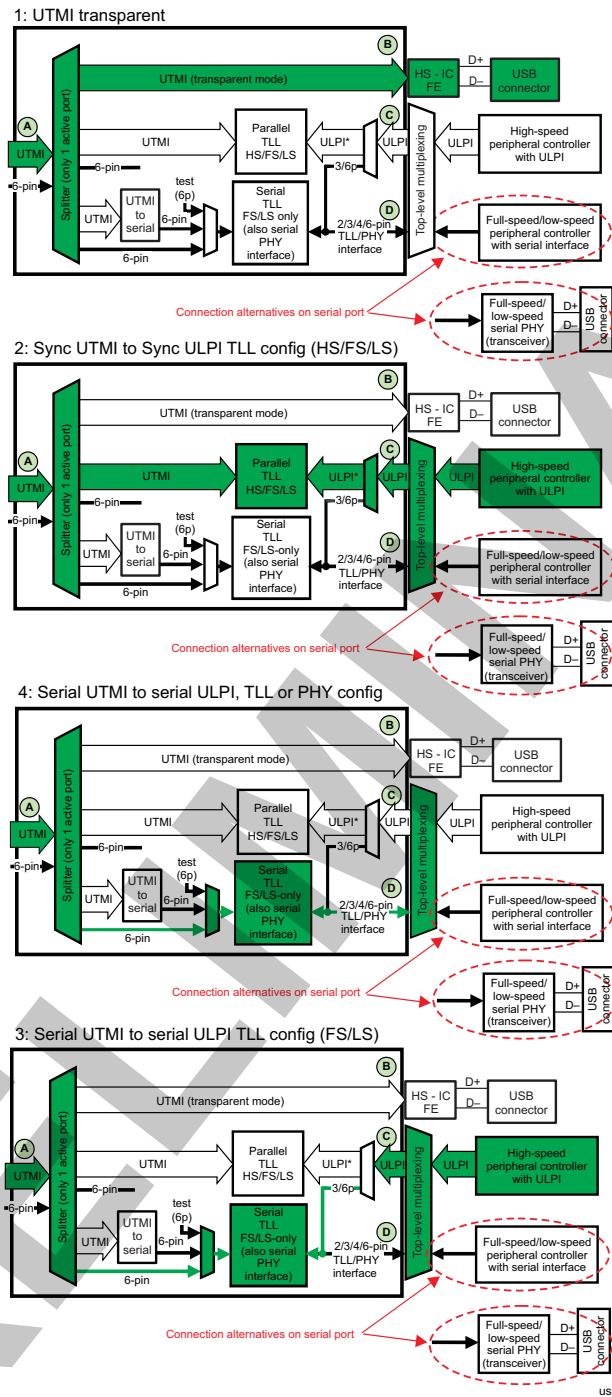 1: UTMI transparent
B
UTMI (transparent mode)
HS - IC
FE
D+
D–
USB
connector
A
UTMI
6-pin
Splitter (only 1 active port)
UTMI
6-pin
Parallel
TLL
HS/FS/LS
ULPI*
3/6p
C
ULPI
Top-level multiplexing
ULPI
High-speed
peripheral controller
with ULPI
UTMI
UTMI
to
serial
test
(6p)
6-pin
6-pin
Serial
TLL
FS/LS only
(also serial
PHY
interface)
D
2/3/4/6-pin
TLL/PHY
interface
Full-speed/low-speed
peripheral controller
with serial interface
Connection alternatives on serial port
Full-speed/
low-speed
serial PHY
(transceiver)
D+
D–
USB
connector
2: Sync UTMI to Sync ULPI TLL config (HS/FS/LS)
B
UTMI (transparent mode)
HS - IC
FE
D+
D–
USB
connector
A
UTMI
6-pin
Splitter (only 1 active port)
UTMI
6-pin
Parallel
TLL
HS/FS/LS
ULPI*
3/6p
C
ULPI
Top-level multiplexing
ULPI
High-speed
peripheral controller
with ULPI
UTMI
UTMI
to
serial
test
(6p)
6-pin
6-pin
Serial
TLL
FS/LS-only
(also serial
PHY
interface)
D
2/3/4/6-pin
TLL/PHY
interface
Full-speed/low-speed
peripheral controller
with serial interface
Connection alternatives on serial port
Full-speed/
low-speed
serial PHY
(transceiver)
D+
D–
USB
connector
4: Serial UTMI to serial ULPI, TLL or PHY config
B
UTMI (transparent mode)
HS - IC
FE
D+
D–
USB
connector
A
UTMI
6-pin
Splitter (only 1 active port)
UTMI
6-pin
Parallel
TLL
HS/FS/LS
ULPI*
3/6p
C
ULPI
Top-level multiplexing
ULPI
High-speed
peripheral controller
with ULPI
UTMI
UTMI
to
serial
test
(6p)
6-pin
6-pin
Serial
TLL
FS/LS-only
(also serial
PHY
interface)
D
2/3/4/6-pin
TLL/PHY
interface
Full-speed/low-speed
peripheral controller
with serial interface
Connection alternatives on serial port
Full-speed/
low-speed
serial PHY
(transceiver)
D+
D–
USB
connector
3: Serial UTMI to serial ULPI TLL config (FS/LS)
B
UTMI (transparent mode)
HS - IC
FE
D+
D–
USB
connector
A
UTMI
6-pin
Splitter (only 1 active port)
UTMI
6-pin
Parallel
TLL
HS/FS/LS
ULPI*
3/6p
C
ULPI
Top-level multiplexing
ULPI
High-speed
peripheral controller
with ULPI
UTMI
UTMI
to
serial
test
(6p)
6-pin
6-pin
Serial
TLL
FS/LS-only
(also serial
PHY
interface)
D
2/3/4/6-pin
TLL/PHY
interface
Full-speed/low-speed
peripheral controller
with serial interface
Connection alternatives on serial port
Full-speed/
low-speed
serial PHY
(transceiver)
D+
D–
USB
connector
us